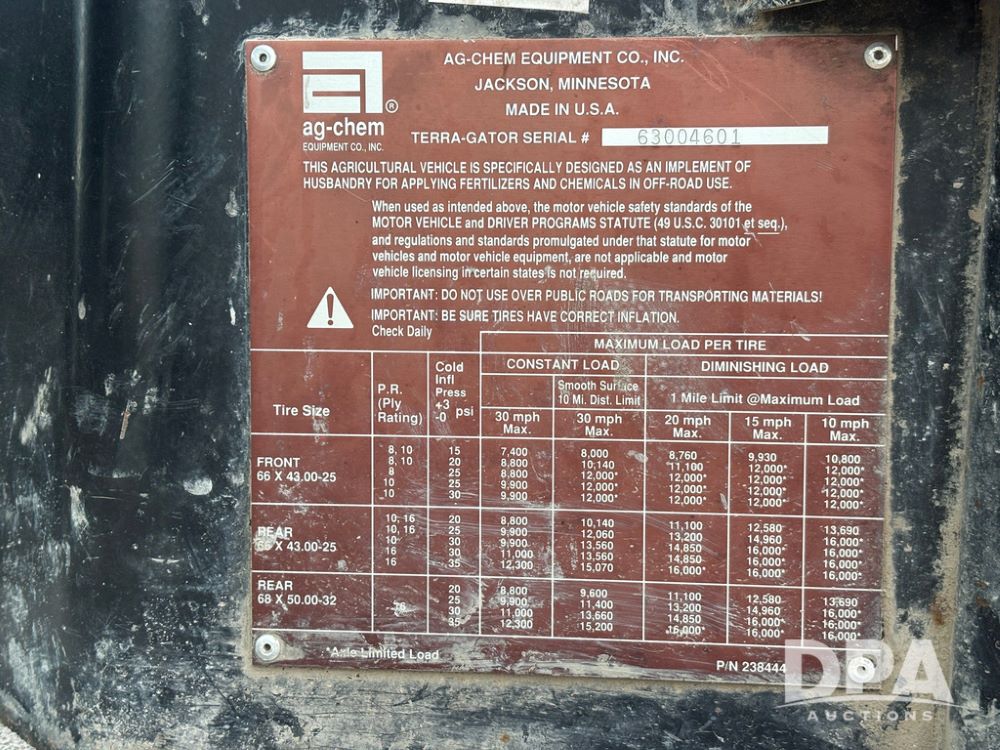 AG-CHEM EQUIPMENT CO., INC.
JACKSON, MINNESOTA
MADE IN U.S.A.
ag-chem ®
EQUIPMENT CO., INC.
TERRA-GATOR SERIAL # 63004601
THIS AGRICULTURAL VEHICLE IS SPECIFICALLY DESIGNED AS AN IMPLEMENT OF
HUSBANDRY FOR APPLYING FERTILIZERS AND CHEMICALS IN OFF-ROAD USE.
When used as intended above, the motor vehicle safety standards of the
MOTOR VEHICLE and DRIVER PROGRAMS STATUTE (49 U.S.C. 30101 et seq.),
and regulations and standards promulgated under that statute for motor
vehicles and motor vehicle equipment, are not applicable and motor
vehicle licensing in certain states is not required.
IMPORTANT: DO NOT USE OVER PUBLIC ROADS FOR TRANSPORTING MATERIALS!
IMPORTANT: BE SURE TIRES HAVE CORRECT INFLATION.
Check Daily
MAXIMUM LOAD PER TIRE
CONSTANT LOAD DIMINISHING LOAD
Smooth Surface
10 Mi. Dist. Limit 1 Mile Limit @Maximum Load
Tire Size
P.R.
(Ply
Rating)
Cold
Infl
Press
+3
-0 psi
30 mph Max. 30 mph Max. 20 mph Max. 15 mph Max. 10 mph Max.
FRONT
66 X 43.00-25
8, 10 15 7,400 8,000 8,760 9,930 10,800
8, 10 20 8,800 10,140 11,100 12,000* 12,000*
8 25 8,800 12,000* 12,000* 12,000* 12,000*
10 25 9,900 12,000* 12,000* 12,000* 12,000*
10 30 9,900 12,000* 12,000* 12,000* 12,000*
REAR
66 X 43.00-25
10, 16 20 8,800 10,140 11,100 12,580 13,690
10, 16 25 9,900 12,060 13,200 14,960 16,000*
10 30 9,900 13,560 14,850 16,000* 16,000*
16 30 11,000 13,560 14,850 16,000* 16,000*
16 35 12,300 15,070 16,000* 16,000* 16,000*
REAR
68 X 50.00-32
20 8,800 9,600 11,100 12,580 13,690
25 9,900 11,400 13,200 14,960 16,000*
30 11,000 13,660 14,850 16,000* 16,000*
35 12,300 15,200 16,000* 16,000* 16,000*
*Axle Limited Load
P/N 238444
DPA
AUCTIONS